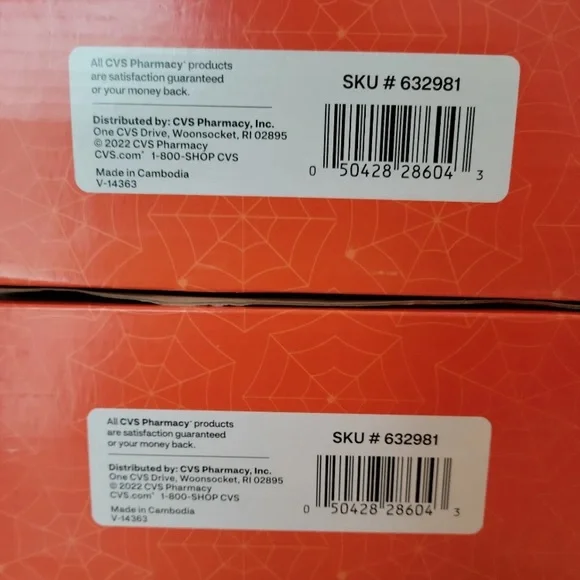 All CVS Pharmacy® products
are satisfaction guaranteed
or your money back.
SKU # 632981
Distributed by: CVS Pharmacy, Inc.
One CVS Drive, Woonsocket, RI 02895
© 2022 CVS Pharmacy
CVS.com® 1-800-SHOP CVS
Made in Cambodia
V-14363
0 50428 28604 3
All CVS Pharmacy® products
are satisfaction guaranteed
or your money back.
SKU # 632981
Distributed by: CVS Pharmacy, Inc.
One CVS Drive, Woonsocket, RI 02895
© 2022 CVS Pharmacy
CVS.com® 1-800-SHOP CVS
Made in Cambodia
V-14363
0 50428 28604 3